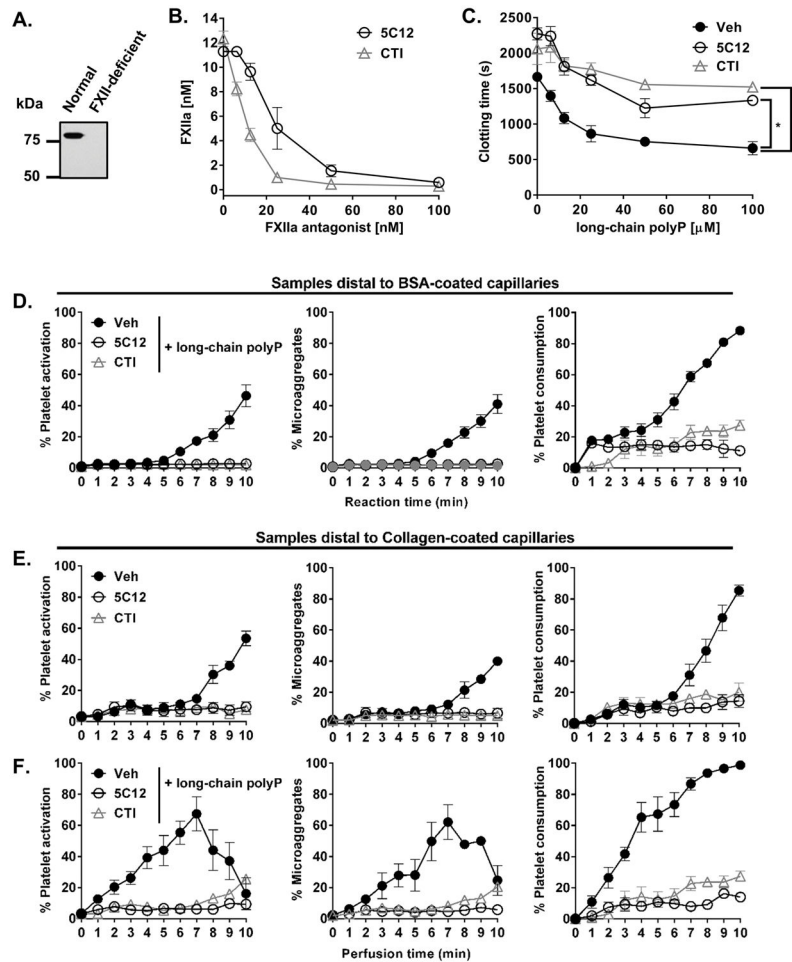 A.
kDa
Normal
FXII-deficient
75
50
B.
FXIIa [nM]
14
12
10
8
6
4
2
0
0 20 40 60 80 100
FXIIa antagonist [nM]
5C12
CTI
C.
Clotting time (s)
2500
2000
1500
1000
500
0
0 20 40 60 80 100
long-chain polyP [µM]
Veh
5C12
CTI
*
Samples distal to BSA-coated capillaries
D.
% Platelet activation
100
80
60
40
20
0
0 1 2 3 4 5 6 7 8 9 10
Veh
5C12
CTI
+ long-chain polyP
% Microaggregates
100
80
60
40
20
0
0 1 2 3 4 5 6 7 8 9 10
Reaction time (min)
% Platelet consumption
100
80
60
40
20
0
0 1 2 3 4 5 6 7 8 9 10
Samples distal to Collagen-coated capillaries
E.
% Platelet activation
100
80
60
40
20
0
0 1 2 3 4 5 6 7 8 9 10
Veh
5C12
CTI
% Microaggregates
100
80
60
40
20
0
0 1 2 3 4 5 6 7 8 9 10
% Platelet consumption
100
80
60
40
20
0
0 1 2 3 4 5 6 7 8 9 10
F.
% Platelet activation
100
80
60
40
20
0
0 1 2 3 4 5 6 7 8 9 10
Veh
5C12
CTI
+ long-chain polyP
% Microaggregates
100
80
60
40
20
0
0 1 2 3 4 5 6 7 8 9 10
Perfusion time (min)
% Platelet consumption
100
80
60
40
20
0
0 1 2 3 4 5 6 7 8 9 10